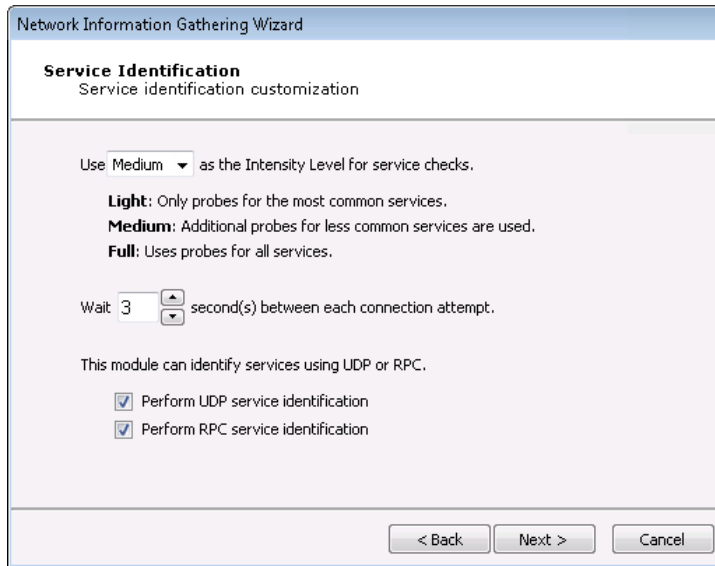 Network Information Gathering Wizard
Service Identification
Service identification customization
Use Medium as the Intensity Level for service checks.
Light: Only probes for the most common services.
Medium: Additional probes for less common services are used.
Full: Uses probes for all services.
Wait 3 second(s) between each connection attempt.
This module can identify services using UDP or RPC.
Perform UDP service identification
Perform RPC service identification
< Back Next > Cancel